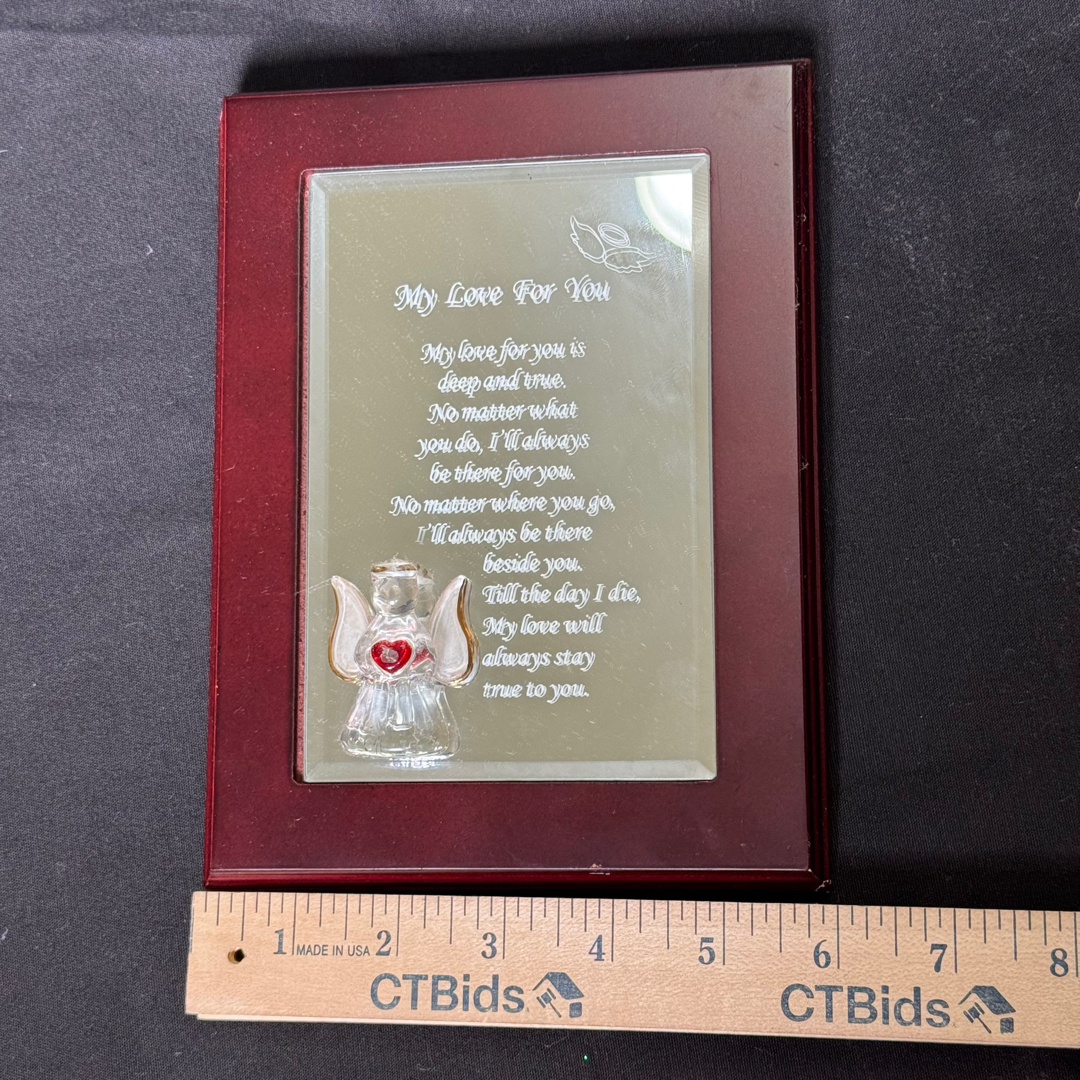 My Love For You
My love for you is
deep and true.
No matter what
you do, I'll always
be there for you.
No matter where you go,
I'll always be there
beside you.
Till the day I die,
My love will
always stay
true to you.
1 MADE IN USA 2 3 4 5 6 7 8
CTBids CTBids